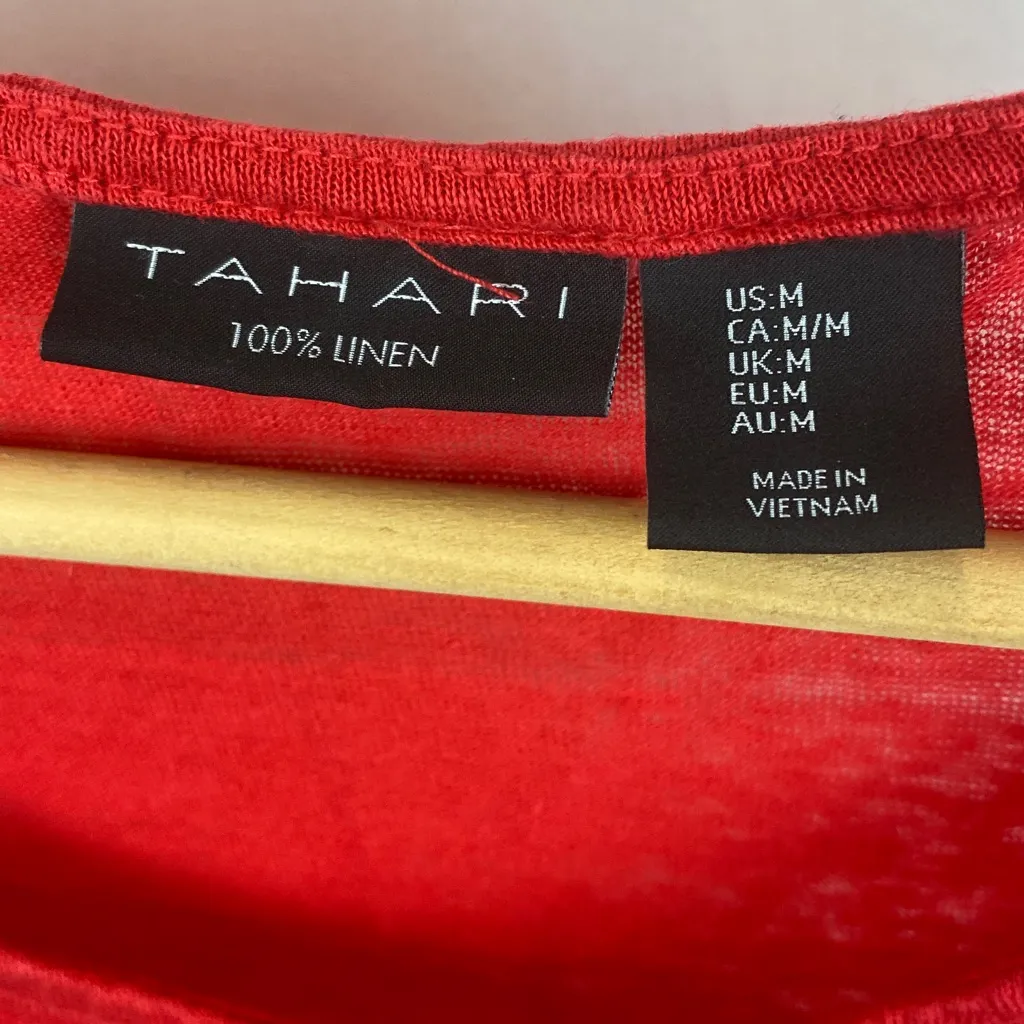 TAHARI
100% LINEN
US:M
CA:M/M
UK:M
EU:M
AU:M
MADE IN
VIETNAM